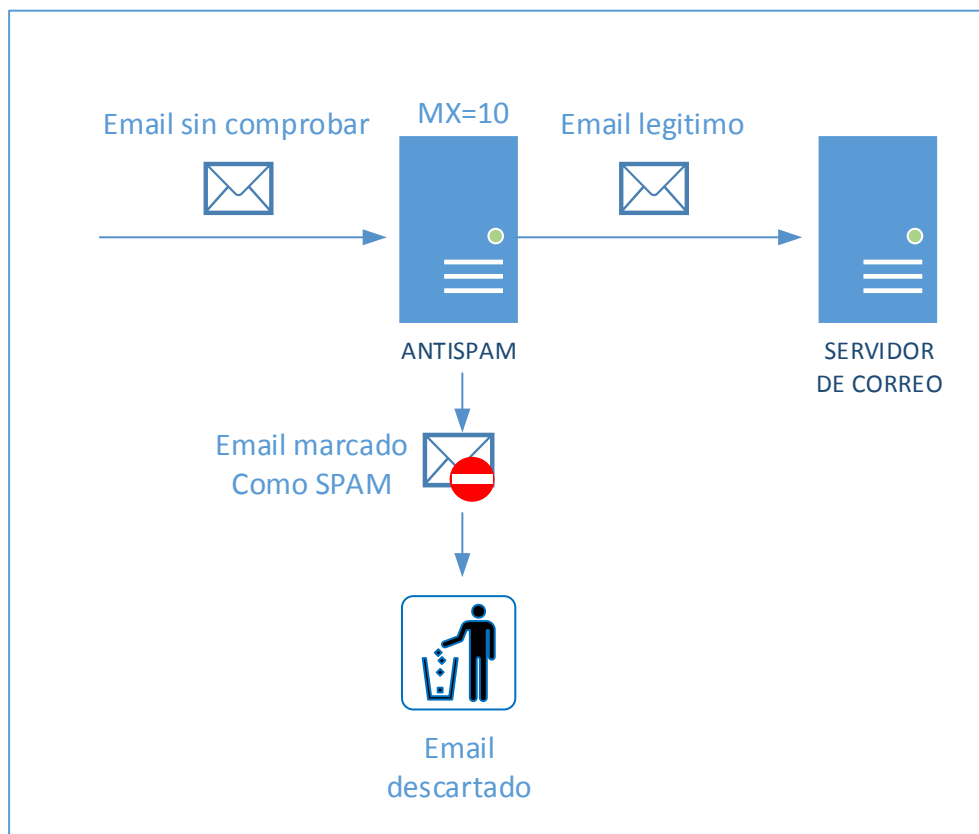 Email sin comprobar
MX=10
Email legitimo
ANTISPAM
SERVIDOR
DE CORREO
Email marcado
Como SPAM
Email
descartado